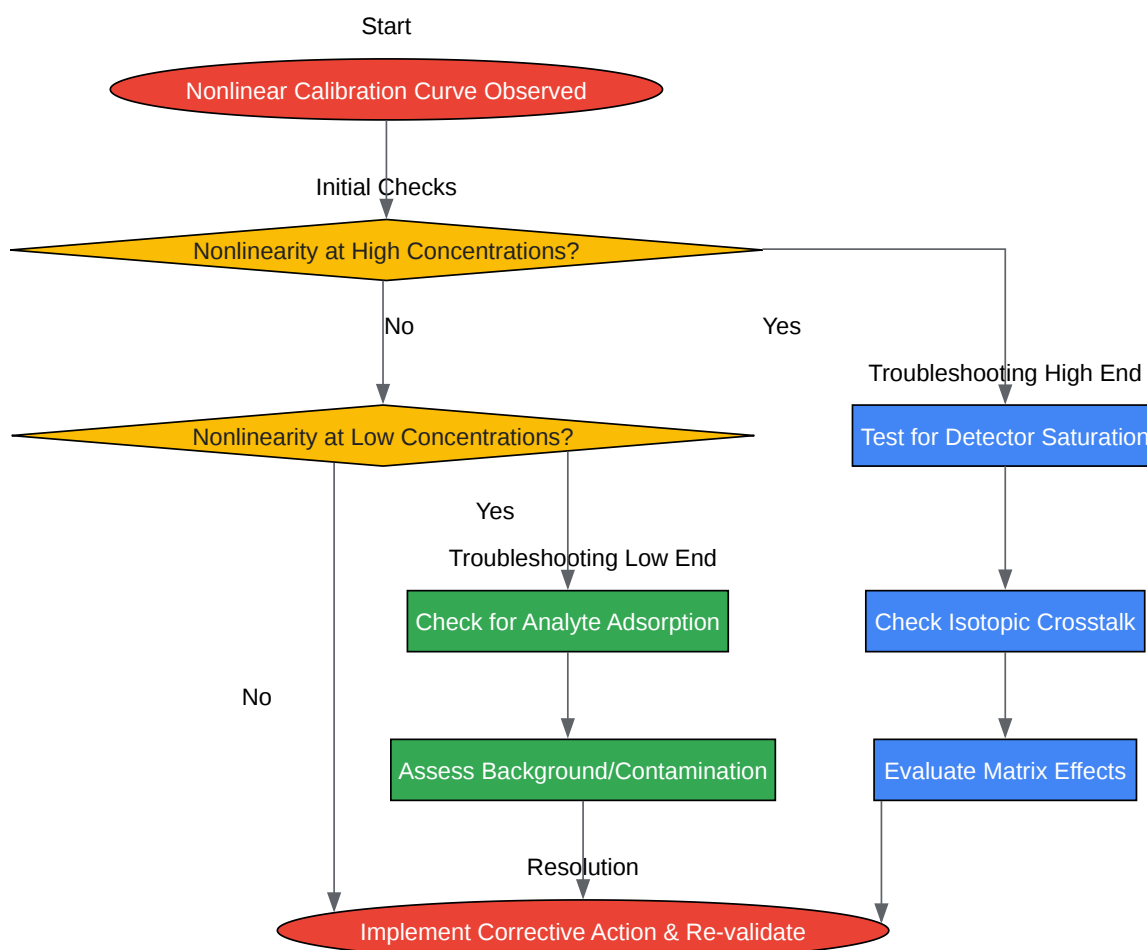 Start
Nonlinear Calibration Curve Observed
Initial Checks
Nonlinearity at High Concentrations?
No
Yes
Troubleshooting High End
Nonlinearity at Low Concentrations?
Test for Detector Saturation
Yes
Troubleshooting Low End
Check for Analyte Adsorption
Check Isotopic Crosstalk
No
Assess Background/Contamination
Evaluate Matrix Effects
Resolution
Implement Corrective Action & Re-validate